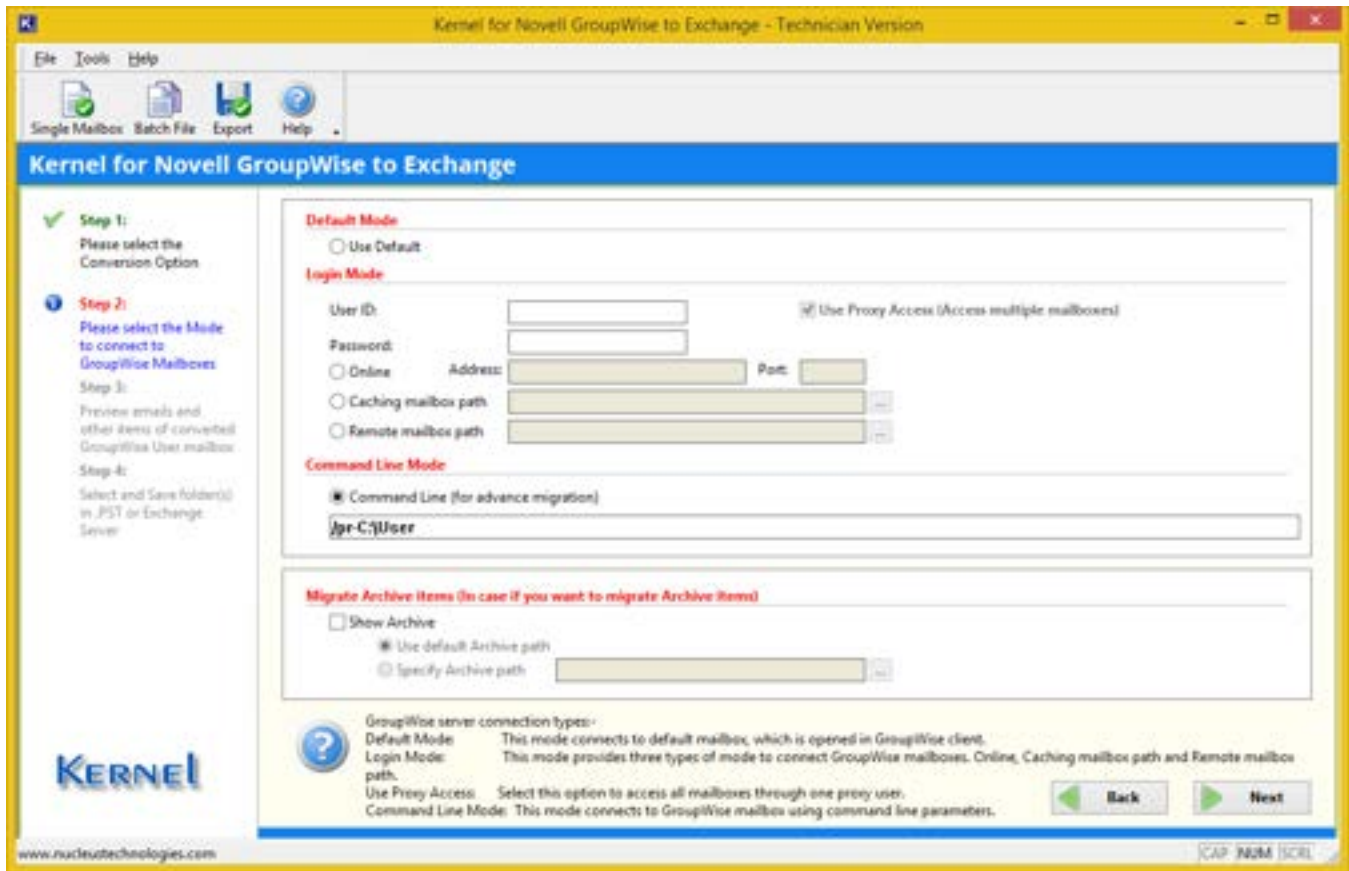 Kernel for Novell GroupWise to Exchange - Technician Version
File Tools Help
Single Mailbox Batch File Export Help
Kernel for Novell GroupWise to Exchange
Step 1:
Please select the
Conversion Option
Step 2:
Please select the Mode
to connect to
GroupWise Mailboxes
Step 3:
Preview emails and
other items of converted
GroupWise User mailbox
Step 4:
Select and Save folder(s)
in .PST or Exchange
Server
KERNEL
Default Mode
Use Default
Login Mode
User ID:
Use Proxy Access (Access multiple mailboxes)
Password:
Online Address: Port:
Caching mailbox path ...
Remote mailbox path ...
Command Line Mode
Command Line (for advance migration)
/pr-C:\User
Migrate Archive items (In case if you want to migrate Archive items)
Show Archive
Use default Archive path
Specify Archive path ...
GroupWise server connection types:-
Default Mode: This mode connects to default mailbox, which is opened in GroupWise client.
Login Mode: This mode provides three types of mode to connect GroupWise mailboxes. Online, Caching mailbox path and Remote mailbox
path.
Use Proxy Access: Select this option to access all mailboxes through one proxy user.
Command Line Mode: This mode connects to GroupWise mailbox using command line parameters.
Back Next
www.nucleustechnologies.com
CAP NUM SCRL